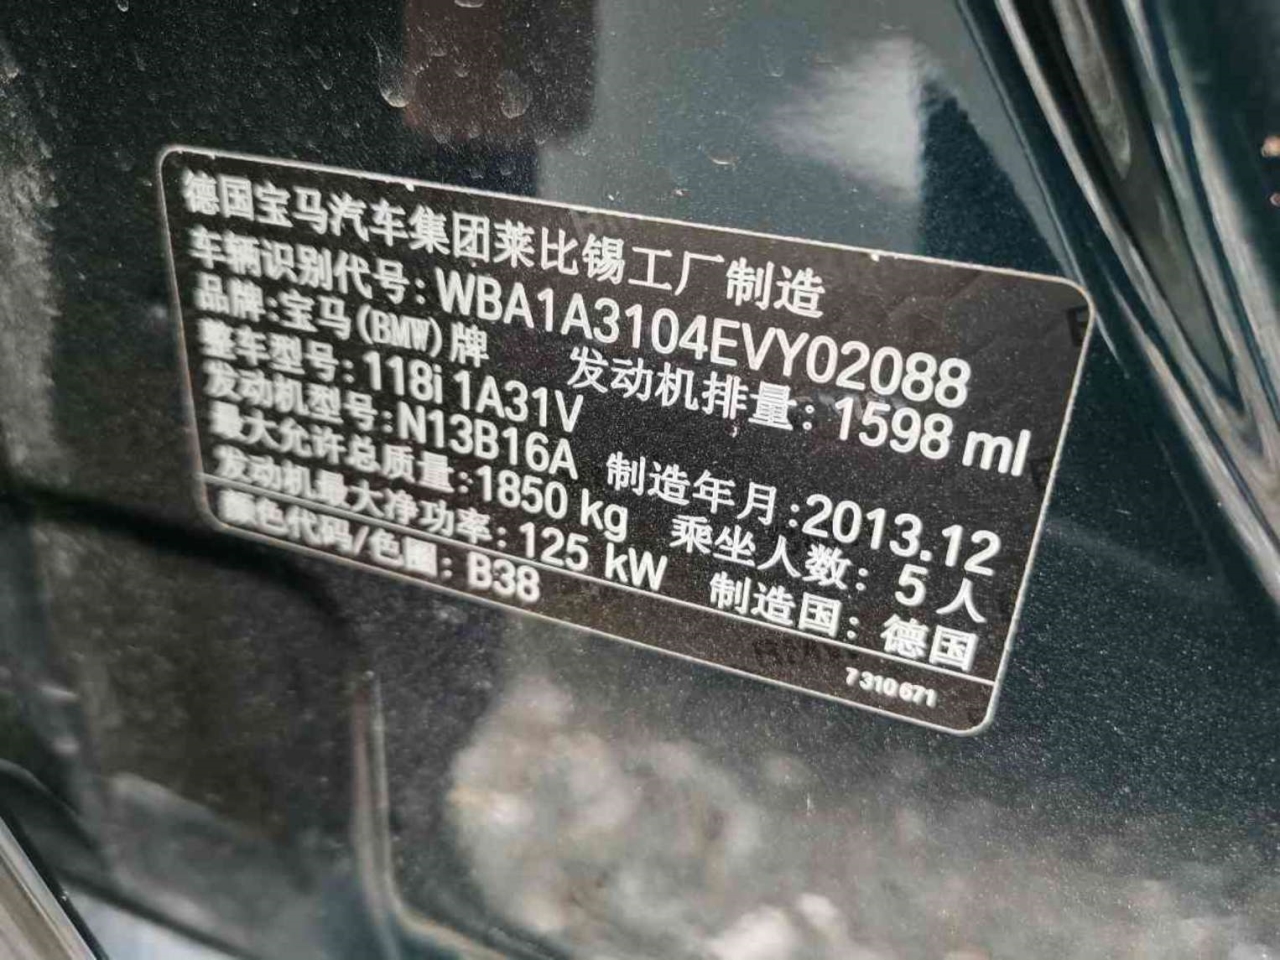 德国宝马汽车集团莱比锡工厂制造
车辆识别代号: WBA1A3104EVY02088
品牌:宝马(BMW)牌 发动机排量: 1598 ml
整车型号: 118i 1A31V
发动机型号:N13B16A 制造年月:2013.12
最大允许总质量:1850 kg 乘坐人数: 5 人
发动机最大净功率: 125 kW 制造国: 德国
颜色代码/色圈: B38
7 310 671